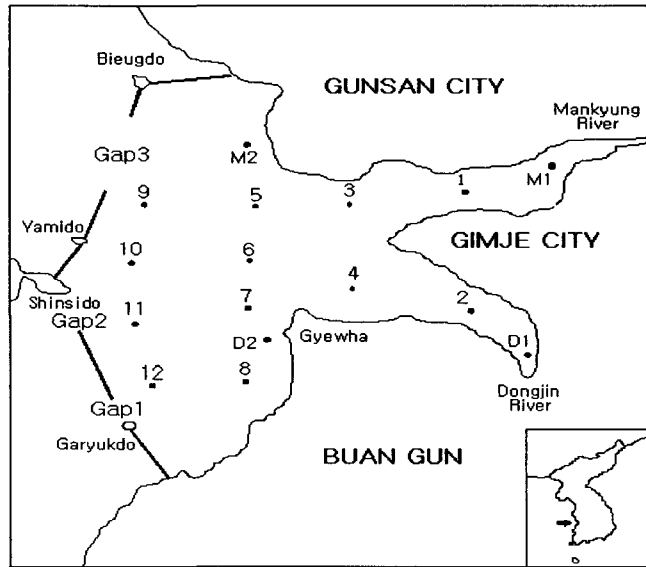 Bieugdo
GUNSAN CITY
Mankyung
River
Gap3
M2
M1
1
3
5
9
Yamido
GIMJE CITY
10
6
4
2
Shinsido
7
11
Gap2
D2
Gyewha
D1
12
8
Dongjin
River
Gap1
Garyukdo
BUAN GUN